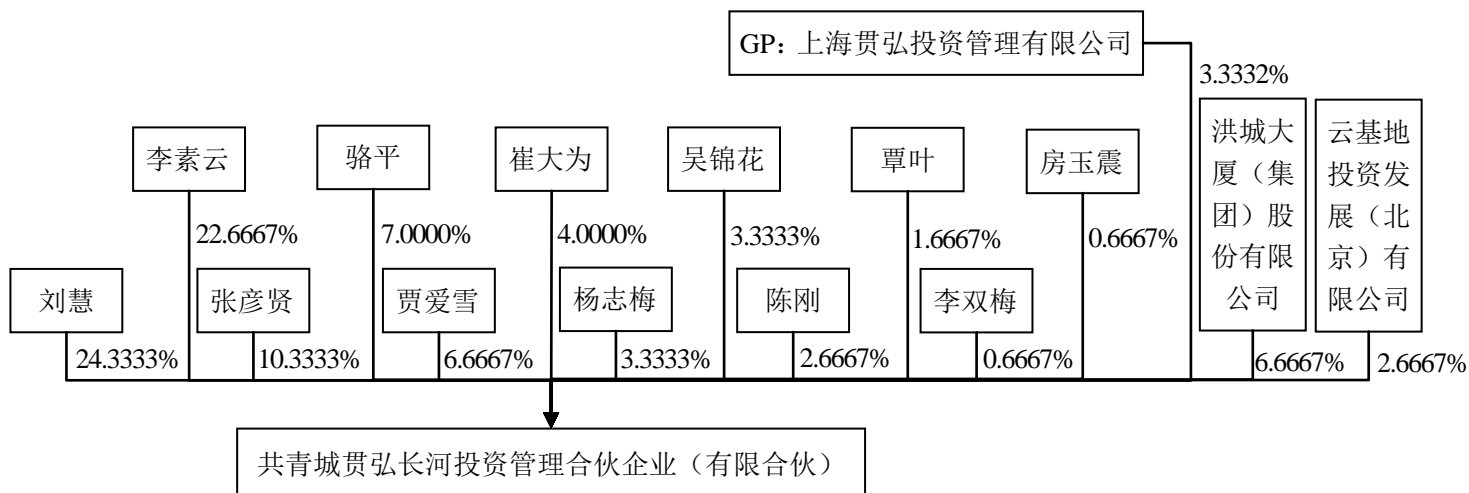 GP：上海贯弘投资管理有限公司
3.3332%
李素云
骆平
崔大为
吴锦花
覃叶
房玉震
洪城大
厦（集
团）股
份有限
公司
云基地
投资发
展（北
京）有
限公司
22.6667%
7.0000%
4.0000%
3.3333%
1.6667%
0.6667%
刘慧
张彦贤
贾爱雪
杨志梅
陈刚
李双梅
24.3333%
10.3333%
6.6667%
3.3333%
2.6667%
0.6667%
6.6667%
2.6667%
共青城贯弘长河投资管理合伙企业（有限合伙）